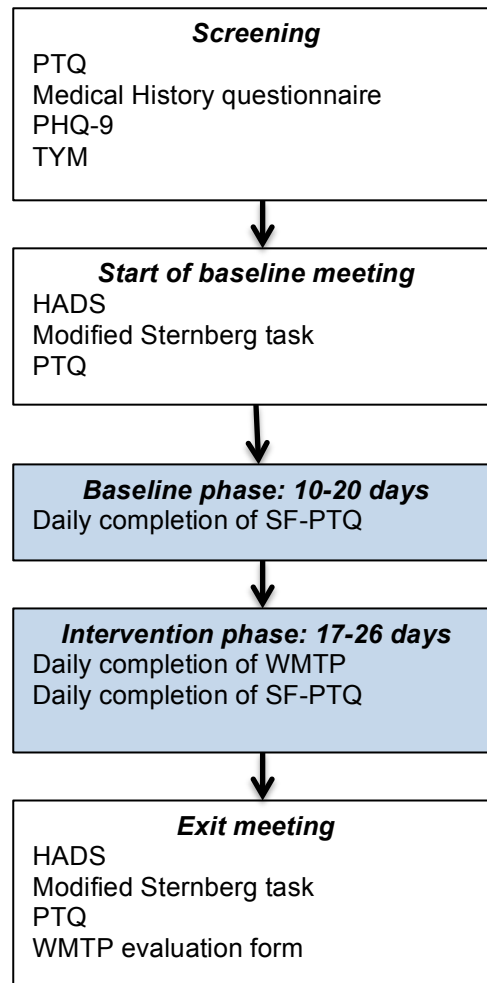 Screening
PTQ
Medical History questionnaire
PHQ-9
TYM
Start of baseline meeting
HADS
Modified Sternberg task
PTQ
Baseline phase: 10-20 days
Daily completion of SF-PTQ
Intervention phase: 17-26 days
Daily completion of WMTP
Daily completion of SF-PTQ
Exit meeting
HADS
Modified Sternberg task
PTQ
WMTP evaluation form